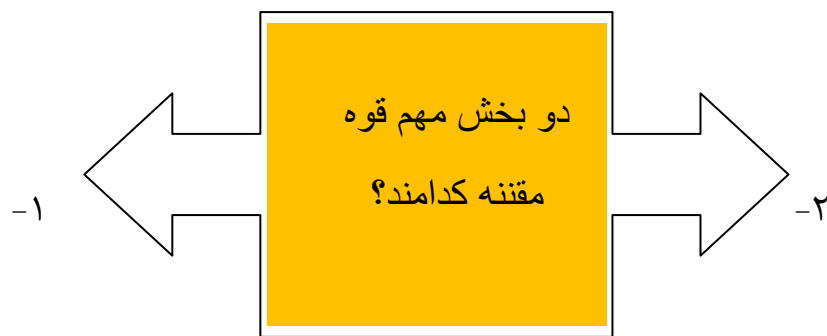 دو بخش مهم قوه
مقننه کدامند؟
۱-
۲-